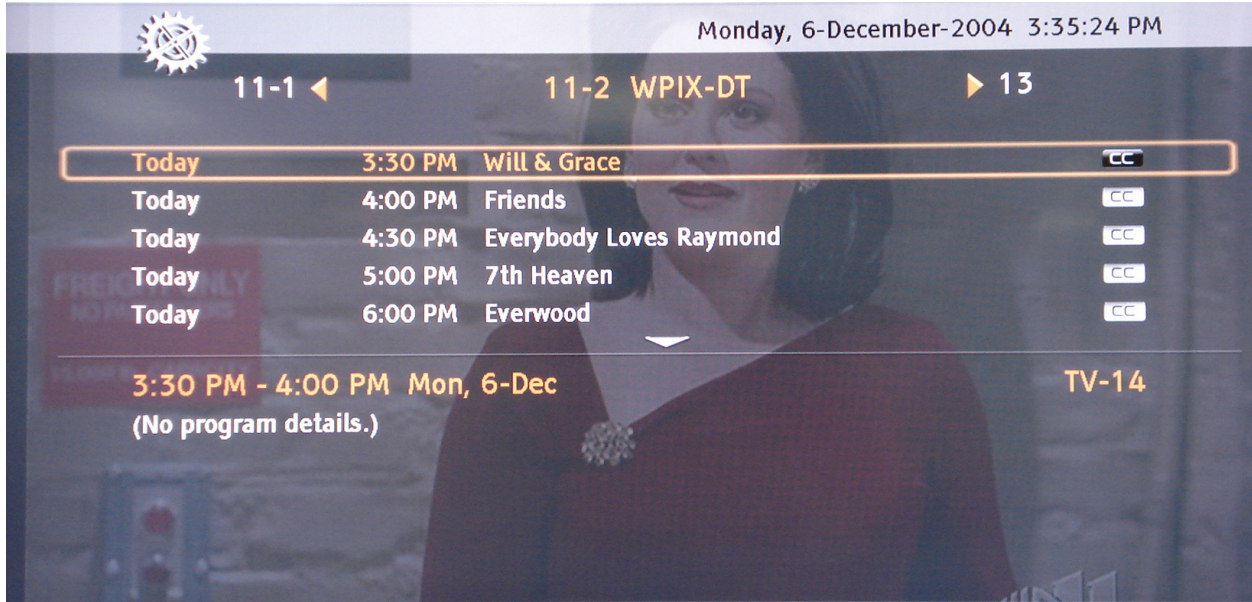 Monday, 6-December-2004 3:35:24 PM
11-1 11-2 WPIX-DT 13
Today 3:30 PM Will & Grace CC
Today 4:00 PM Friends CC
Today 4:30 PM Everybody Loves Raymond CC
Today 5:00 PM 7th Heaven CC
Today 6:00 PM Everwood CC
FREIGHT ONLY
NO
3:30 PM - 4:00 PM Mon, 6-Dec TV-14
(No program details.)